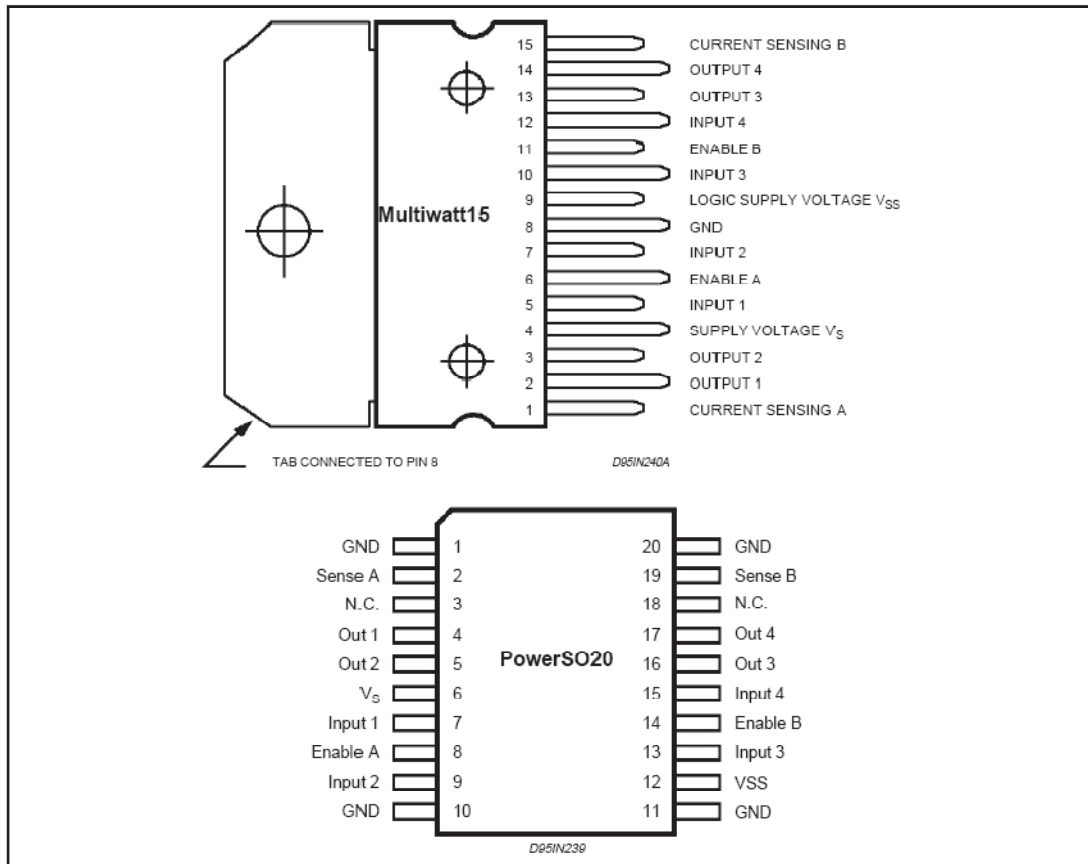 15 CURRENT SENSING B
14 OUTPUT 4
13 OUTPUT 3
12 INPUT 4
11 ENABLE B
10 INPUT 3
9 LOGIC SUPPLY VOLTAGE VSS
Multiwatt15
8 GND
7 INPUT 2
6 ENABLE A
5 INPUT 1
4 SUPPLY VOLTAGE VS
3 OUTPUT 2
2 OUTPUT 1
1 CURRENT SENSING A
TAB CONNECTED TO PIN 8
D95IN240A
GND 1 20 GND
Sense A 2 19 Sense B
N.C. 3 18 N.C.
Out 1 4 17 Out 4
PowerSO20
Out 2 5 16 Out 3
VS 6 15 Input 4
Input 1 7 14 Enable B
Enable A 8 13 Input 3
Input 2 9 12 VSS
GND 10 11 GND
D95IN239